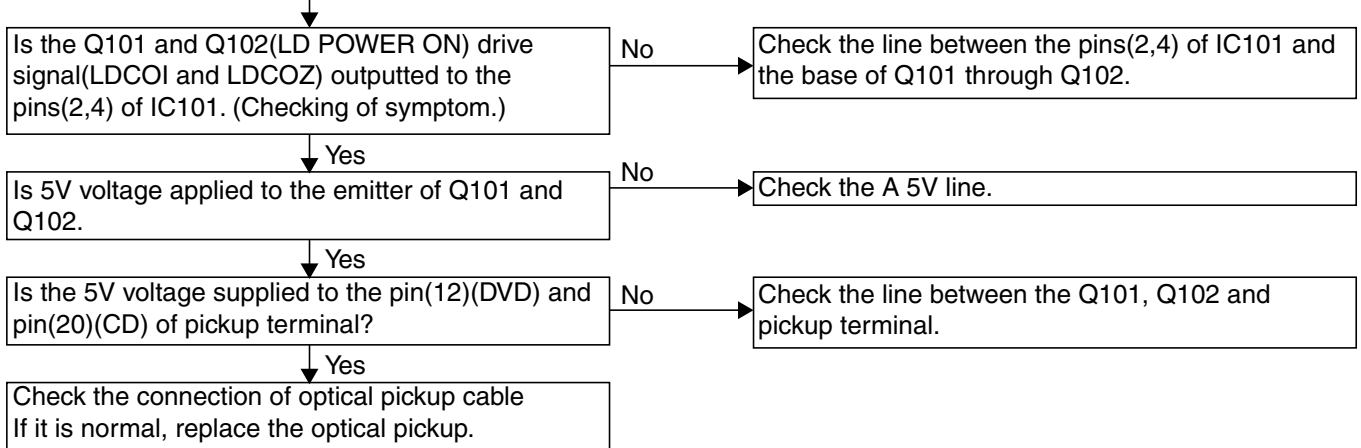 Is the Q101 and Q102(LD POWER ON) drive
signal(LDCOI and LDCOZ) outputted to the
pins(2,4) of IC101. (Checking of symptom.)
No
Check the line between the pins(2,4) of IC101 and
the base of Q101 through Q102.
Yes
Is 5V voltage applied to the emitter of Q101 and
Q102.
No
Check the A 5V line.
Yes
Is the 5V voltage supplied to the pin(12)(DVD) and
pin(20)(CD) of pickup terminal?
No
Check the line between the Q101, Q102 and
pickup terminal.
Yes
Check the connection of optical pickup cable
If it is normal, replace the optical pickup.